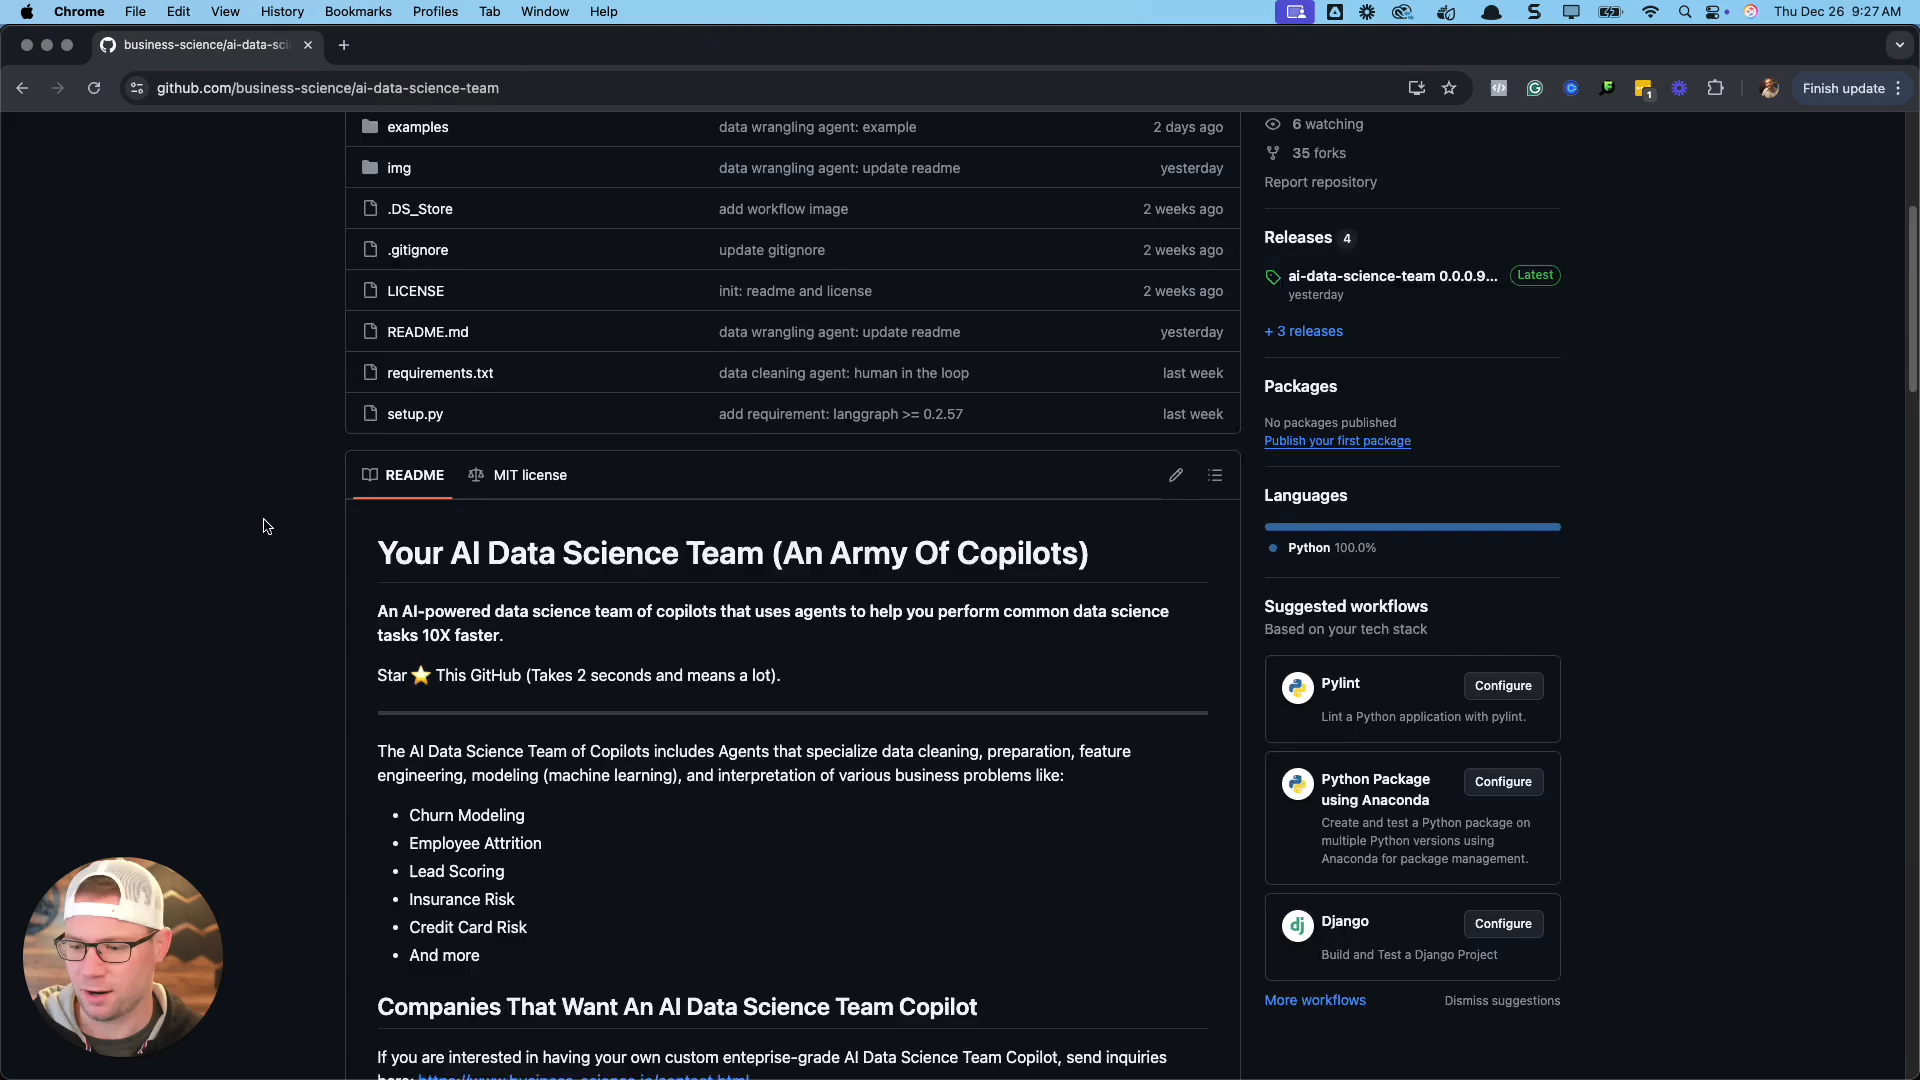 Chrome File Edit View History Bookmarks Profiles Tab Window Help Thu Dec 26 9:27 AM
business-science/ai-data-sci
github.com/business-science/ai-data-science-team 1 Finish update
examples data wrangling agent: example 2 days ago
img data wrangling agent: update readme yesterday
.DS_Store add workflow image 2 weeks ago
.gitignore update gitignore 2 weeks ago
LICENSE init: readme and license 2 weeks ago
README.md data wrangling agent: update readme yesterday
requirements.txt data cleaning agent: human in the loop last week
setup.py add requirement: langgraph >= 0.2.57 last week
README MIT license
Your AI Data Science Team (An Army Of Copilots)
An AI-powered data science team of copilots that uses agents to help you perform common data science
tasks 10X faster.
Star ⭐ This GitHub (Takes 2 seconds and means a lot).
The AI Data Science Team of Copilots includes Agents that specialize data cleaning, preparation, feature
engineering, modeling (machine learning), and interpretation of various business problems like:
• Churn Modeling
• Employee Attrition
• Lead Scoring
• Insurance Risk
• Credit Card Risk
• And more
Companies That Want An AI Data Science Team Copilot
If you are interested in having your own custom enteprise-grade AI Data Science Team Copilot, send inquiries
here: https://www.business-science.io/contact.html
6 watching
35 forks
Report repository
Releases 4
ai-data-science-team 0.0.0.9... Latest
yesterday
+ 3 releases
Packages
No packages published
Publish your first package
Languages
Python 100.0%
Suggested workflows
Based on your tech stack
Pylint Configure
Lint a Python application with pylint.
Python Package
using Anaconda
Configure
Create and test a Python package on
multiple Python versions using
Anaconda for package management.
dj Django Configure
Build and Test a Django Project
More workflows Dismiss suggestions